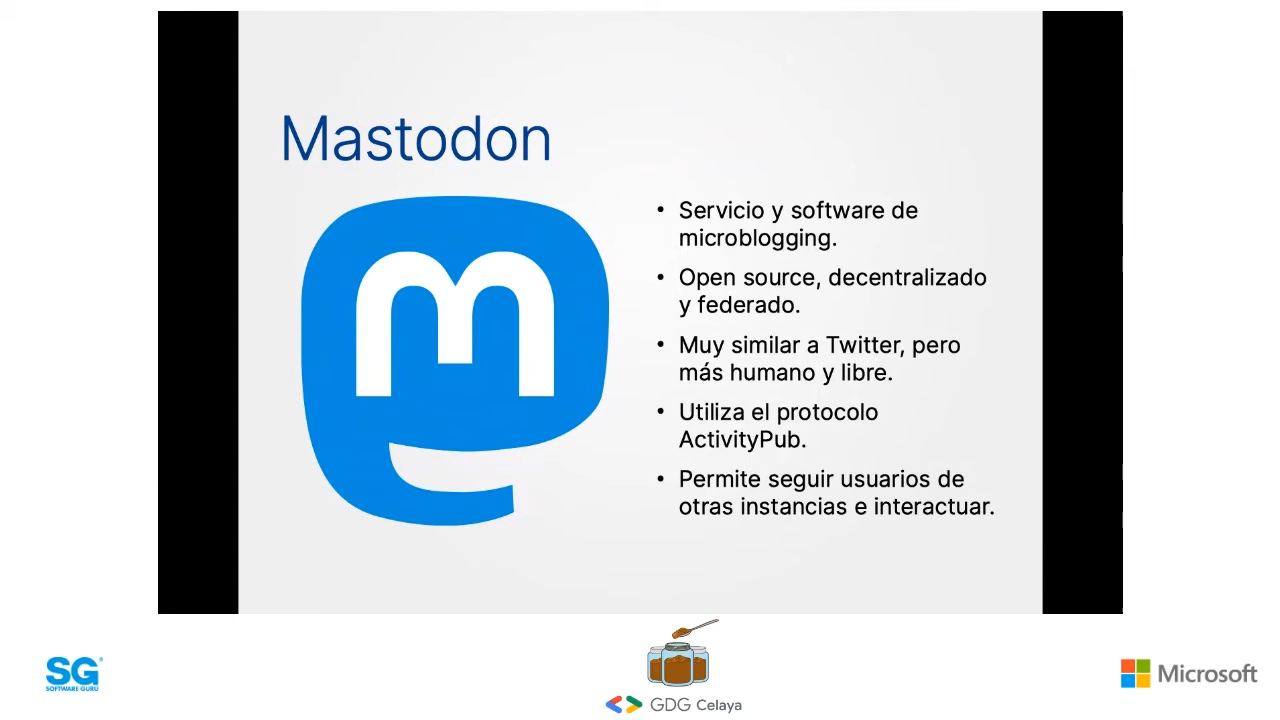 Mastodon
• Servicio y software de
microblogging.
• Open source, decentralizado
y federado.
• Muy similar a Twitter, pero
más humano y libre.
• Utiliza el protocolo
ActivityPub.
• Permite seguir usuarios de
otras instancias e interactuar.
SG®
SOFTWARE GURU
GDG Celaya
Microsoft